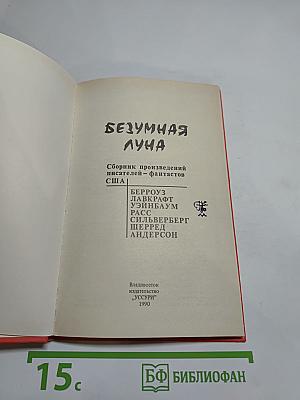 БЕЗУМНАЯ
ЛУНА
Сборник произведений
писателей – фантастов
США
БЕРРОУЗ
ЛАВКРАФТ
УЭЙНБАУМ
РАСС
СИЛЬВЕРБЕРГ
ШЕРРЕД
АНДЕРСОН
Владивосток
издательство
"УССУРИ"
1990
15с
БФ БИБЛИОФАН